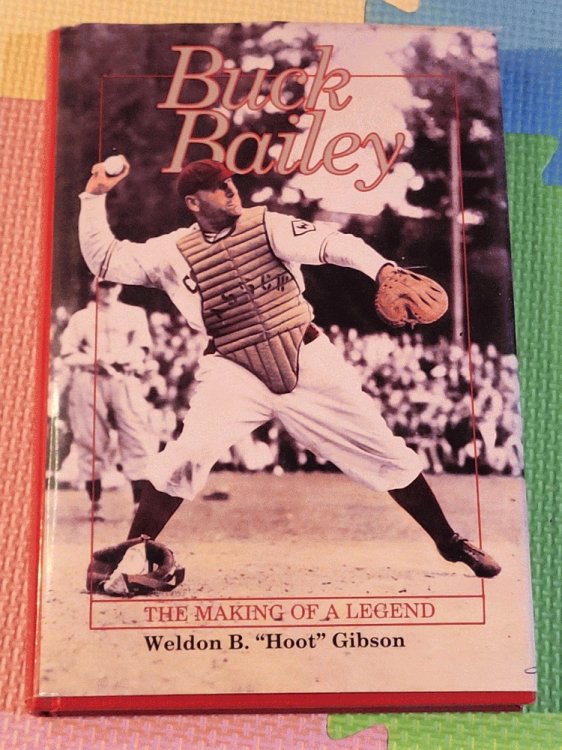 Buck
Bailey
THE MAKING OF A LEGEND
Weldon B. "Hoot" Gibson